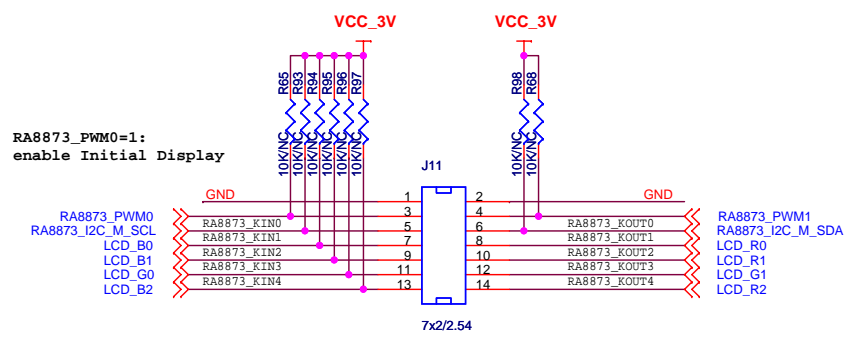 VCC_3V
VCC_3V
R65
R93
R94
R95
R96
R97
R98
R68
10K/NC
10K/NC
10K/NC
10K/NC
10K/NC
10K/NC
10K/NC
10K/NC
RA8873_PWM0=1:
enable Initial Display
J11
GND 1 2 GND
RA8873_PWM0 3 4 RA8873_PWM1
RA8873_I2C_M_SCL RA8873_KIN0 5 6 RA8873_KOUT0 RA8873_I2C_M_SDA
LCD_B0 RA8873_KIN1 7 8 RA8873_KOUT1 LCD_R0
LCD_B1 RA8873_KIN2 9 10 RA8873_KOUT2 LCD_R1
LCD_G0 RA8873_KIN3 11 12 RA8873_KOUT3 LCD_G1
LCD_B2 RA8873_KIN4 13 14 RA8873_KOUT4 LCD_R2
7x2/2.54